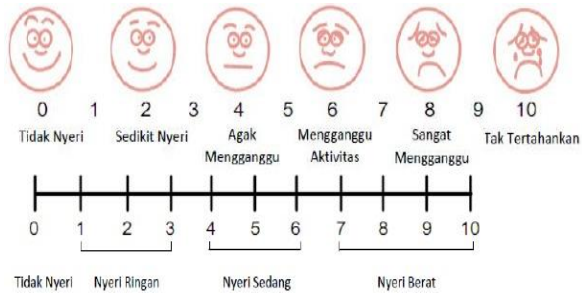 0 1 2 3 4 5 6 7 8 9 10
Tidak Nyeri Sedikit Nyeri Agak Mengganggu Mengganggu Aktivitas Sangat Mengganggu Tak Tertahankan
0 1 2 3 4 5 6 7 8 9 10
Tidak Nyeri Nyeri Ringan Nyeri Sedang Nyeri Berat